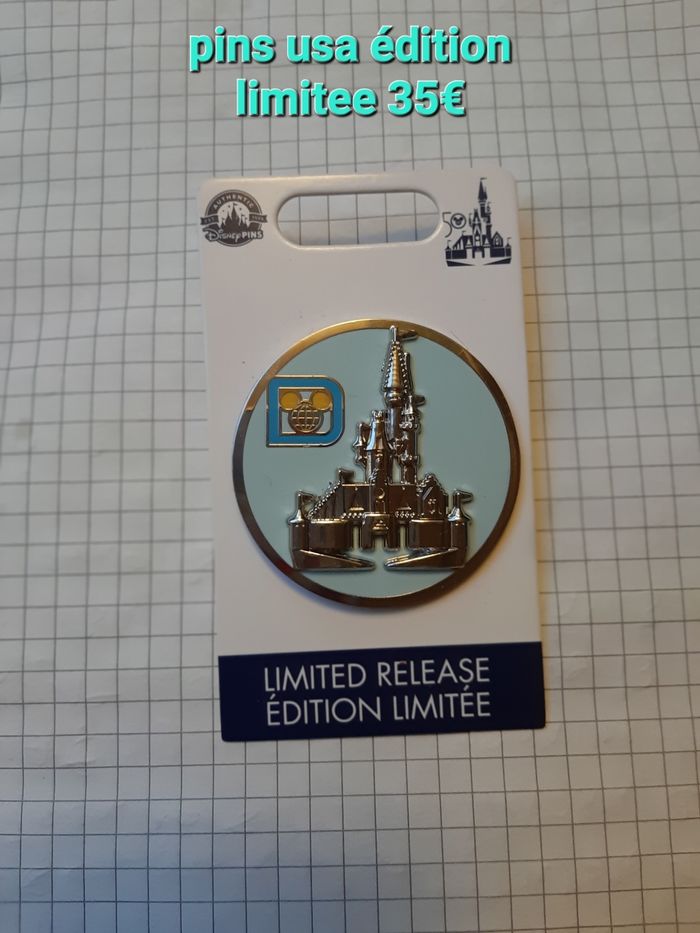 pins usa édition
limitee 35€
AUTHENTIC
Disney PINS
50
LIMITED RELEASE
ÉDITION LIMITÉE